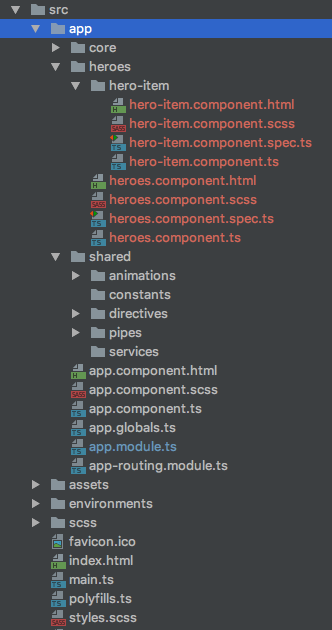 src
app
core
heroes
hero-item
hero-item.component.html
hero-item.component.scss
hero-item.component.spec.ts
hero-item.component.ts
heroes.component.html
heroes.component.scss
heroes.component.spec.ts
heroes.component.ts
shared
animations
constants
directives
pipes
services
app.component.html
app.component.scss
app.component.ts
app.globals.ts
app.module.ts
app-routing.module.ts
assets
environments
scss
favicon.ico
index.html
main.ts
polyfills.ts
styles.scss